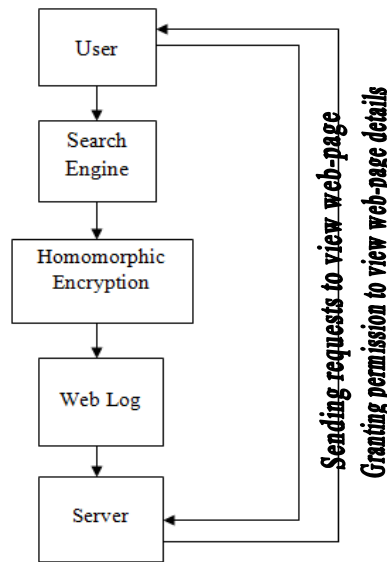 User
Search
Engine
Homomorphic
Encryption
Web Log
Server
Sending requests to view web-page
Granting permission to view web-page details